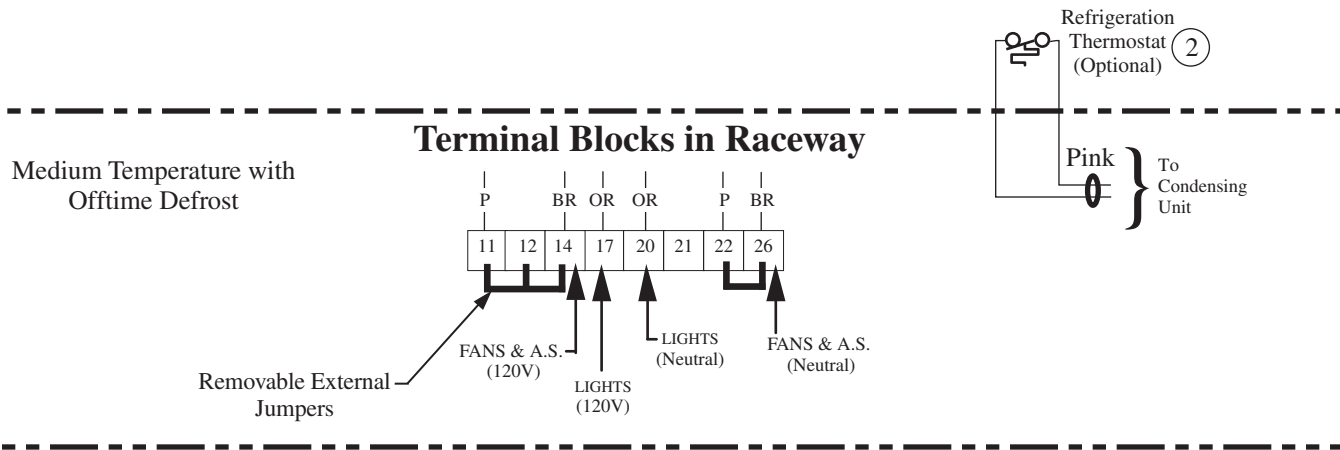 Refrigeration
Thermostat
(Optional)
2
Terminal Blocks in Raceway
Medium Temperature with
Offtime Defrost
Pink
To
Condensing
Unit
P BR OR OR P BR
11 12 14 17 20 21 22 26
FANS & A.S.
(120V)
LIGHTS
(120V)
LIGHTS
(Neutral)
FANS & A.S.
(Neutral)
Removable External
Jumpers